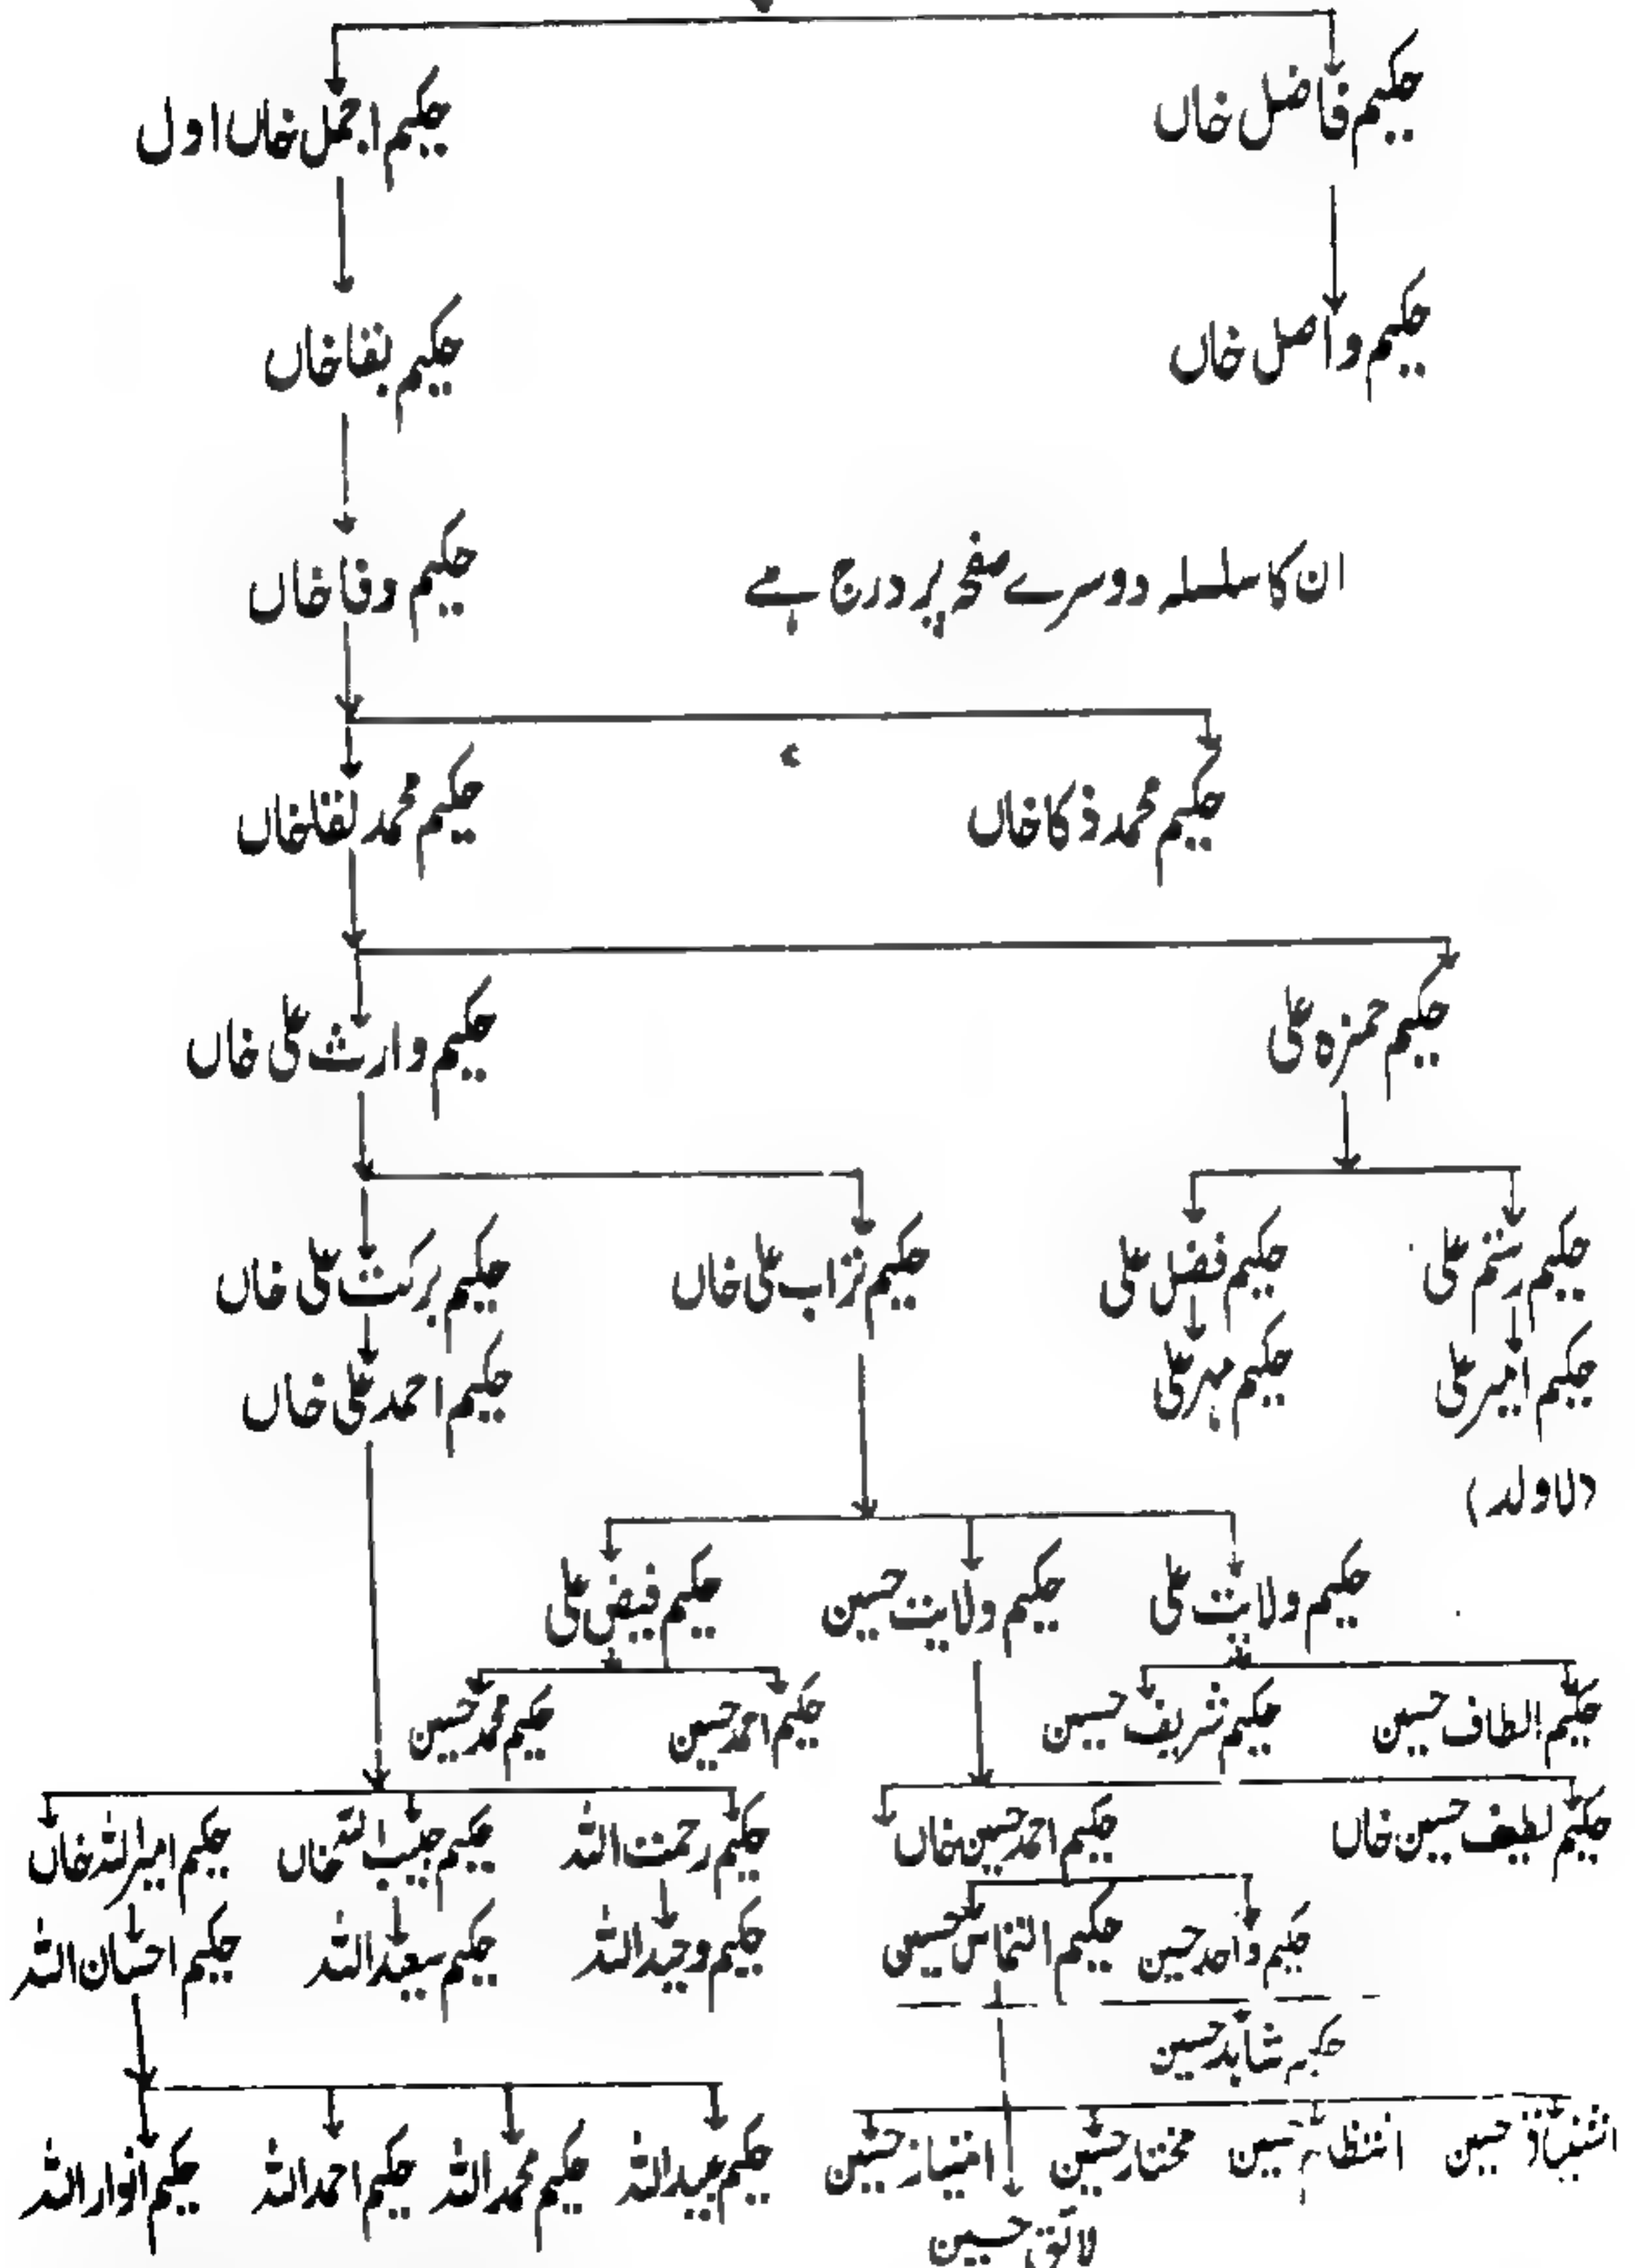 حکیم فاضل خاں
حکیم اجمل خاں اول
حکیم واصل خاں
حکیم بقا خاں
ان کا سلسلہ دوسرے صفحہ پر درج ہے
حکیم وفا خاں
حکیم محمد ذکا خاں
حکیم محمد لقا خاں
حکیم حمزہ علی
حکیم وارث علی خاں
حکیم رستم علی
حکیم فضل علی
حکیم تراب علی خاں
حکیم برکت علی خاں
حکیم امیر علی
حکیم مہر علی
حکیم احمد علی خاں
(لاولد)
حکیم ولایت علی
حکیم ولایت حسین
حکیم فیض علی
حکیم الطاف حسین
حکیم شریف حسین
حکیم احمد حسین
حکیم محمد حسین
حکیم لطیف حسین خاں
حکیم احمد حسین خاں
حکیم رحمت اللہ
حکیم حبیب اللہ خاں
حکیم امیر اللہ خاں
حکیم واحد حسین
حکیم التماس حسین
حکیم وحید اللہ
حکیم سعید اللہ
حکیم احسان اللہ
حکیم شاہد حسین
اشتیاق حسین
انتظام حسین
مختار حسین
امتیاز حسین
حکیم عبید اللہ
حکیم محمد اللہ
حکیم احمد اللہ
حکیم انوار اللہ
لائق حسین